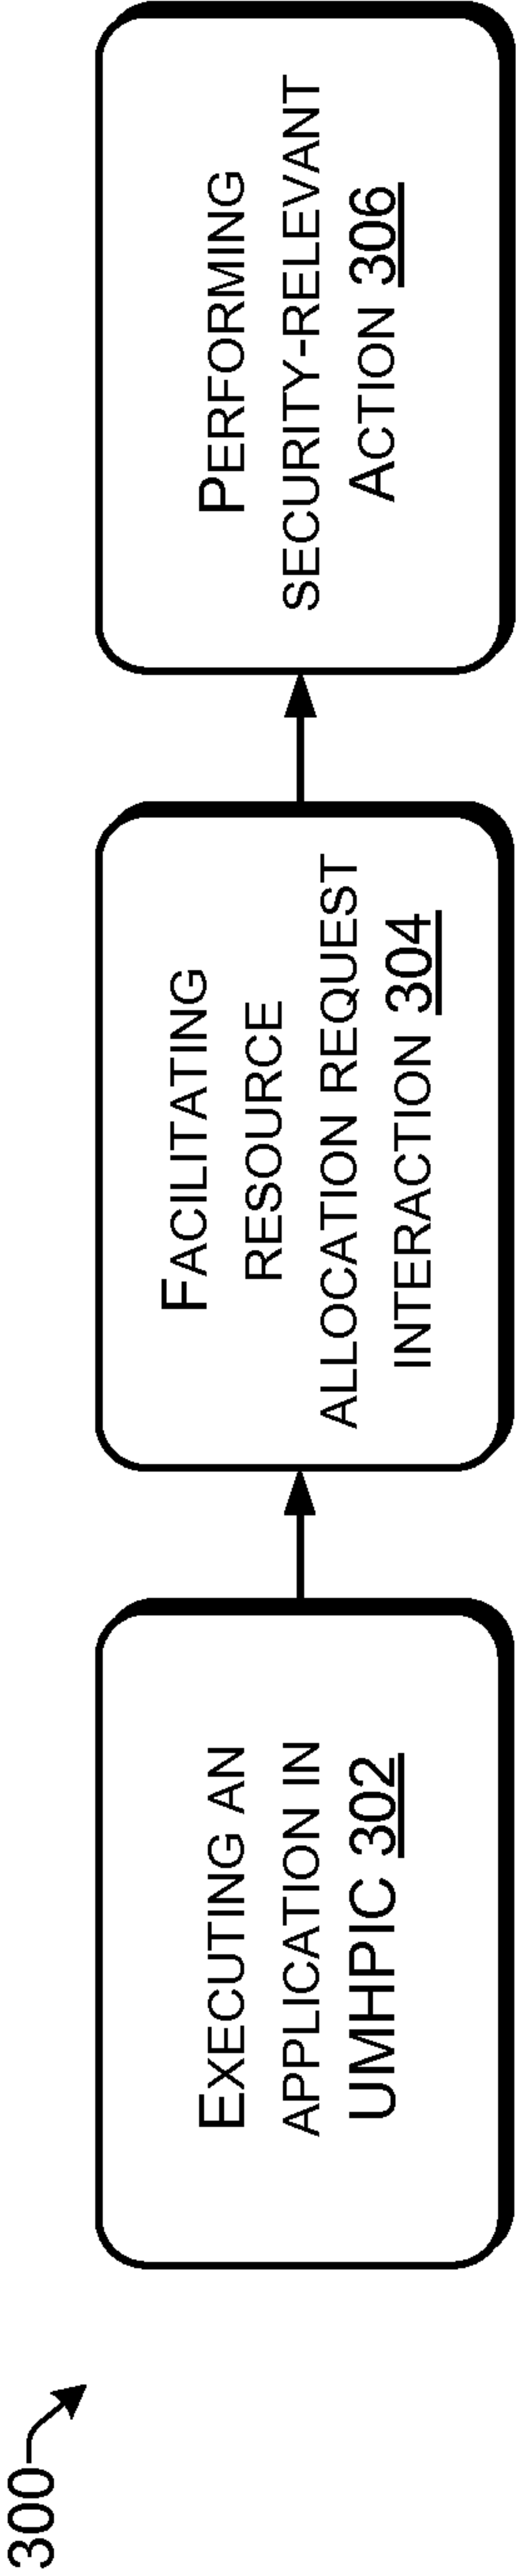 300
EXECUTING AN
APPLICATION IN
UMHPIC 302
FACILITATING
RESOURCE
ALLOCATION REQUEST
INTERACTION 304
PERFORMING
SECURITY-RELEVANT
ACTION 306